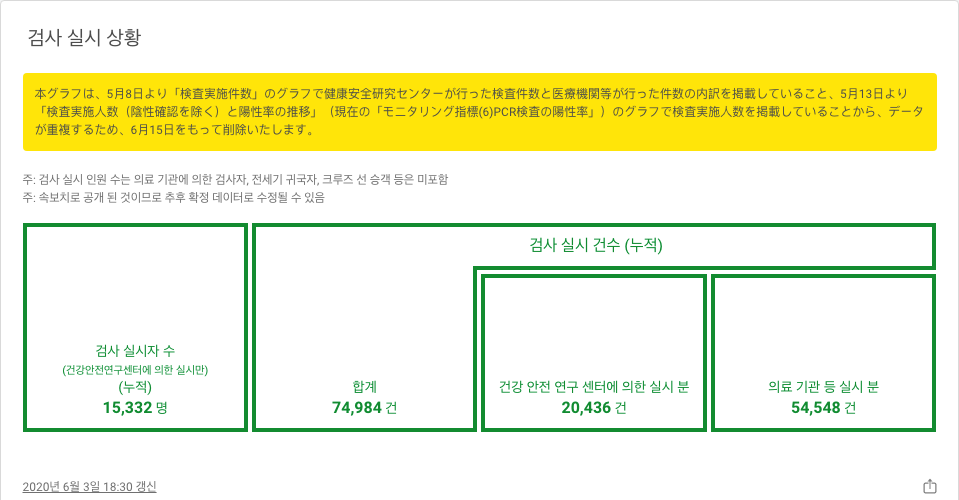 검사 실시 상황
本グラフは、5月8日より「検査実施件数」のグラフで健康安全研究センターが行った検査件数と医療機関等が行った件数の内訳を掲載していること、5月13日より
「検査実施人数（陰性確認を除く）と陽性率の推移」（現在の「モニタリング指標(6)PCR検査の陽性率」）のグラフで検査実施人数を掲載していることから、データ
が重複するため、6月15日をもって削除いたします。
주: 검사 실시 인원 수는 의료 기관에 의한 검사자, 전세기 귀국자, 크루즈 선 승객 등은 미포함
주: 속보치로 공개 된 것이므로 추후 확정 데이터로 수정될 수 있음
검사 실시 건수 (누적)
검사 실시자 수
(건강안전연구센터에 의한 실시만)
(누적)
15,332 명
합계
74,984 건
건강 안전 연구 센터에 의한 실시 분
20,436 건
의료 기관 등 실시 분
54,548 건
2020년 6월 3일 18:30 갱신